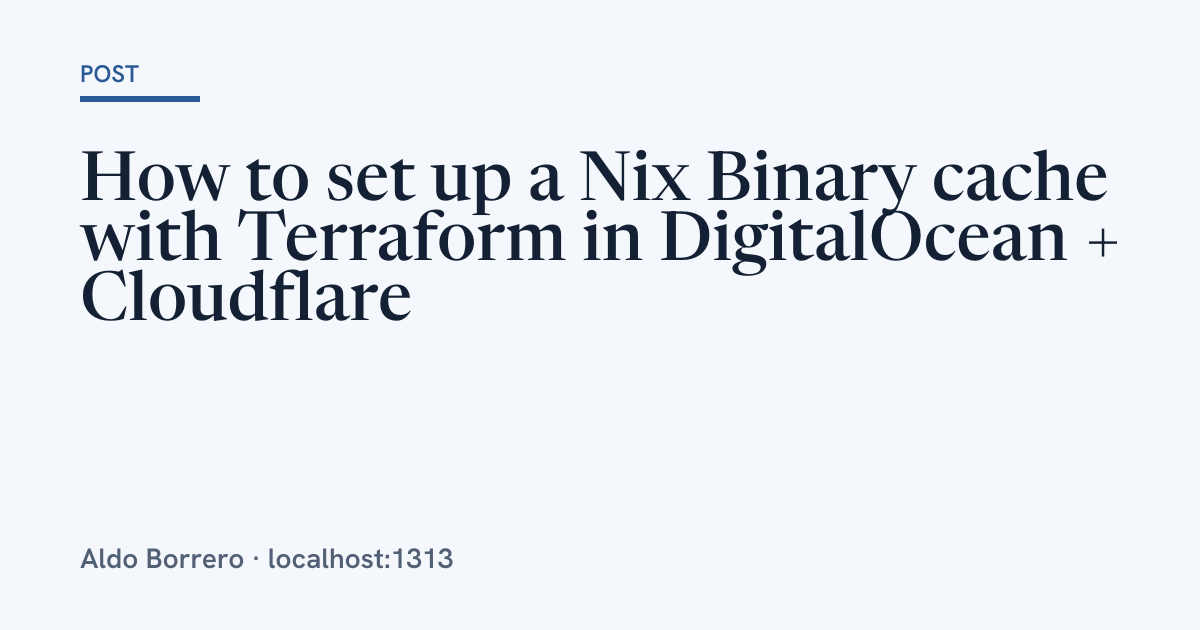 POST
How to set up a Nix Binary cache
with Terraform in DigitalOcean +
Cloudflare
Aldo Borrero · localhost:1313